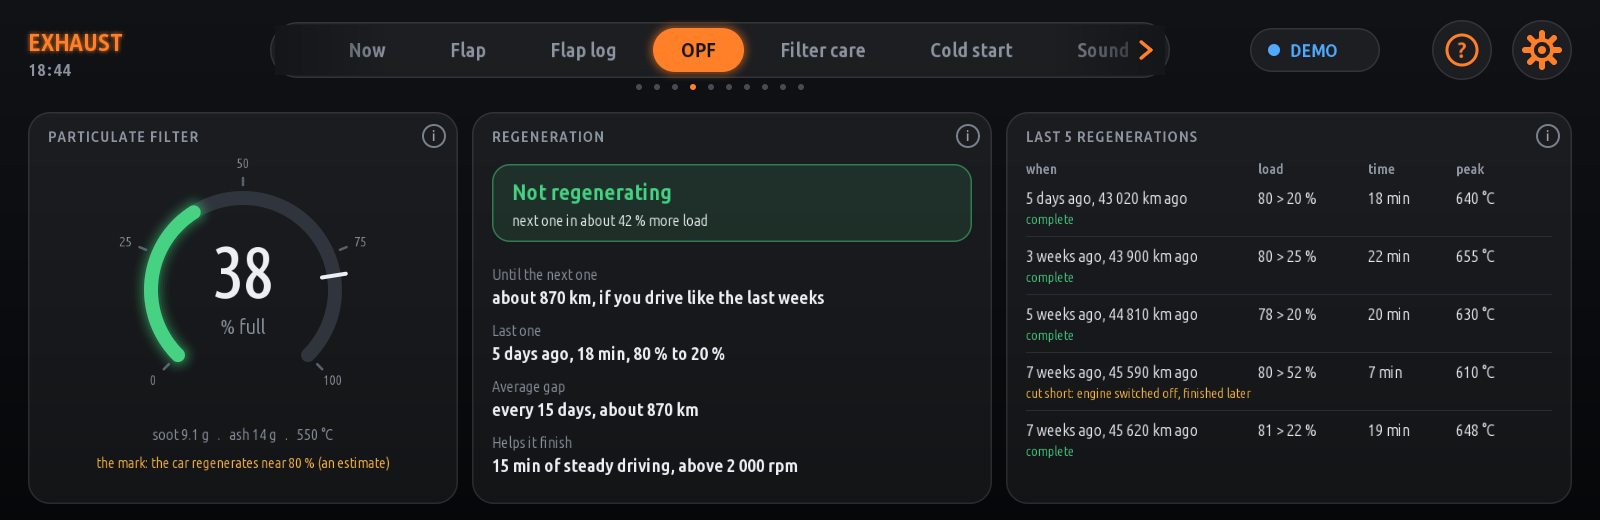 EXHAUST
18:44
Now Flap Flap log OPF Filter care Cold start Sound
DEMO
?
PARTICULATE FILTER i
50
25 75
38
% full
0 100
soot 9.1 g . ash 14 g . 550 °C
the mark: the car regenerates near 80 % (an estimate)
REGENERATION i
Not regenerating
next one in about 42 % more load
Until the next one
about 870 km, if you drive like the last weeks
Last one
5 days ago, 18 min, 80 % to 20 %
Average gap
every 15 days, about 870 km
Helps it finish
15 min of steady driving, above 2 000 rpm
LAST 5 REGENERATIONS i
when load time peak
5 days ago, 43 020 km ago 80 > 20 % 18 min 640 °C
complete
3 weeks ago, 43 900 km ago 80 > 25 % 22 min 655 °C
complete
5 weeks ago, 44 810 km ago 78 > 20 % 20 min 630 °C
complete
7 weeks ago, 45 590 km ago 80 > 52 % 7 min 610 °C
cut short: engine switched off, finished later
7 weeks ago, 45 620 km ago 81 > 22 % 19 min 648 °C
complete